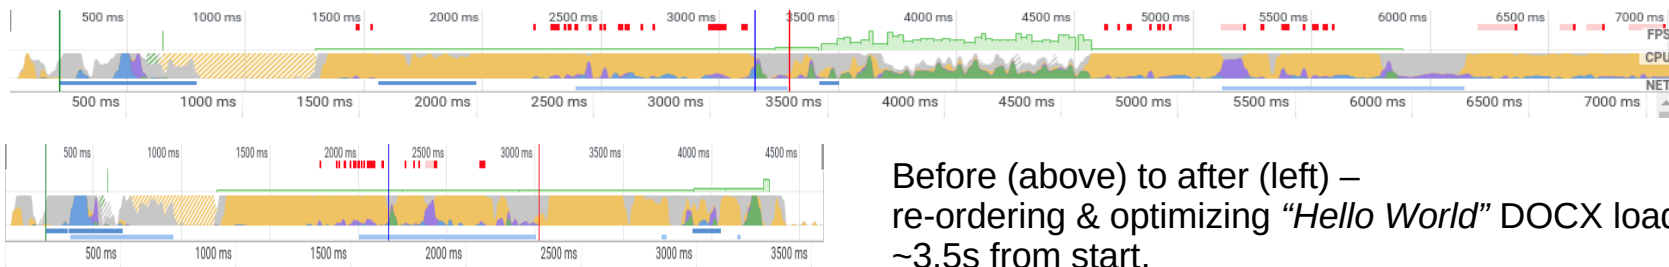 500 ms 1000 ms 1500 ms 2000 ms 2500 ms 3000 ms 3500 ms 4000 ms 4500 ms 5000 ms 5500 ms 6000 ms 6500 ms 7000 ms
FPS
CPU
NET
500 ms 1000 ms 1500 ms 2000 ms 2500 ms 3000 ms 3500 ms 4000 ms 4500 ms 5000 ms 5500 ms 6000 ms 6500 ms 7000 ms
500 ms 1000 ms 1500 ms 2000 ms 2500 ms 3000 ms 3500 ms 4000 ms 4500 ms
500 ms 1000 ms 1500 ms 2000 ms 2500 ms 3000 ms 3500 ms
Before (above) to after (left) –
re-ordering & optimizing “Hello World” DOCX load
~3.5s from start.